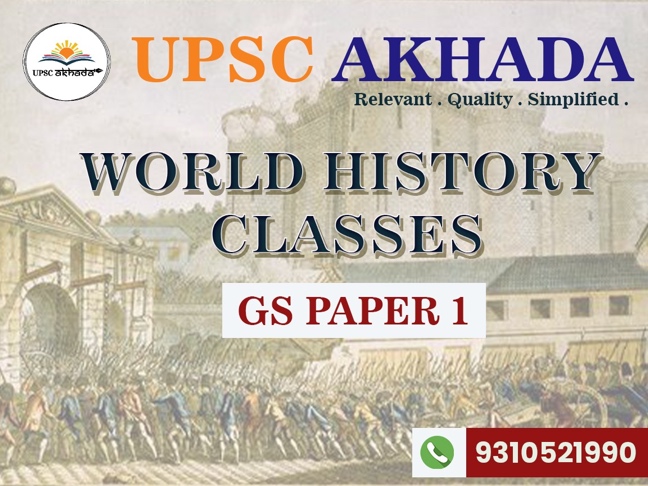 UPSC akhada
UPSC AKHADA
Relevant . Quality . Simplified .
WORLD HISTORY
CLASSES
GS PAPER 1
9310521990